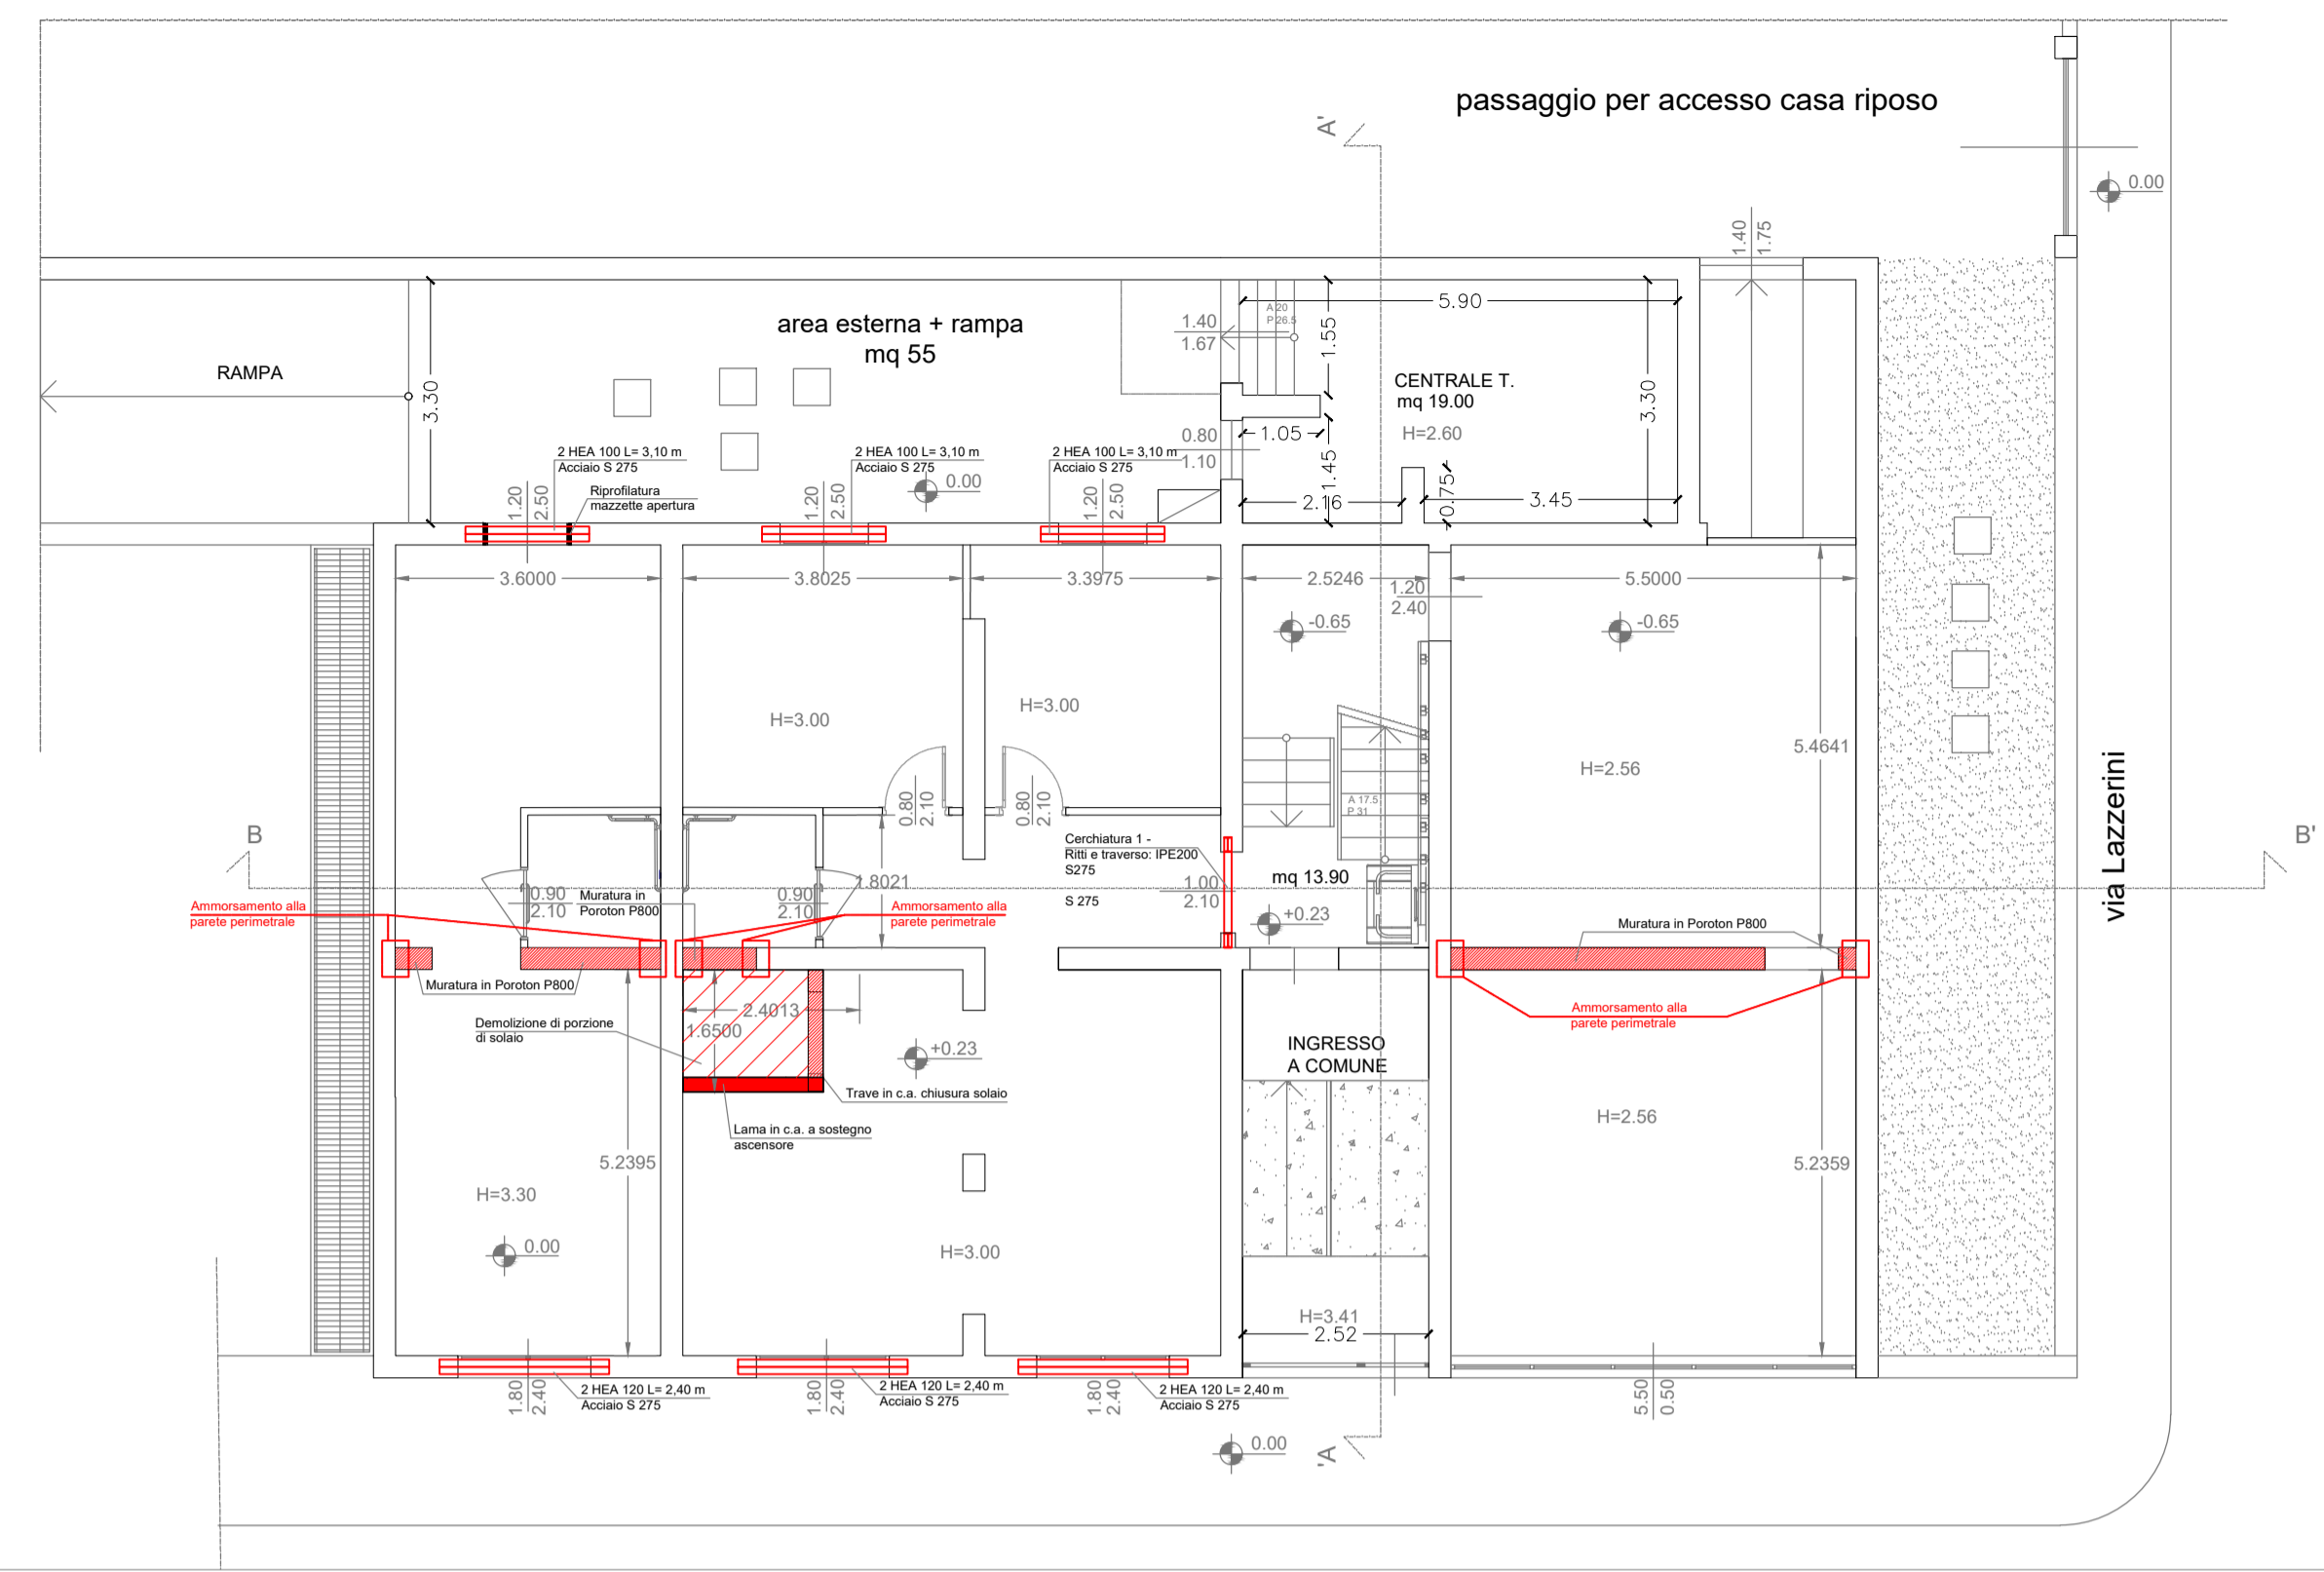 passaggio per accesso casa riposo
A'
0.00
1.40
1.75
5.90
A 20
P 26.5
area esterna + rampa
mq 55
1.40
1.67
1.55
RAMPA
3.30
CENTRALE T.
mq 19.00
H=2.60
3.30
0.80
1.10
1.05
1.45
2 HEA 100 L= 3,10 m
Acciaio S 275
2 HEA 100 L= 3,10 m
Acciaio S 275
2 HEA 100 L= 3,10 m
Acciaio S 275
Riprofilatura
mazzette apertura
1.20
2.50
1.20
2.50
0.00
1.20
2.50
2.16
0.75
3.45
3.6000
3.8025
3.3975
2.5246
5.5000
1.20
2.40
-0.65
-0.65
H=3.00
H=3.00
5.4641
H=2.56
via Lazzerini
0.80
2.10
0.80
2.10
A 17.5
P 31
B
B'
Cerchiatura 1 -
Ritti e traverso: IPE200
S275
S 275
1.00
2.10
mq 13.90
+0.23
1.8021
0.90
2.10
Muratura in
Poroton P800
0.90
2.10
Ammorsamento alla
parete perimetrale
Ammorsamento alla
parete perimetrale
Muratura in Poroton P800
Muratura in Poroton P800
Ammorsamento alla
parete perimetrale
Demolizione di porzione
di solaio
2.4013
1.6500
+0.23
INGRESSO
A COMUNE
Trave in c.a. chiusura solaio
Lama in c.a. a sostegno
ascensore
H=2.56
5.2395
5.2359
H=3.30
0.00
H=3.00
H=3.41
2.52
1.80
2.40
2 HEA 120 L= 2,40 m
Acciaio S 275
1.80
2.40
2 HEA 120 L= 2,40 m
Acciaio S 275
1.80
2.40
2 HEA 120 L= 2,40 m
Acciaio S 275
5.50
0.50
0.00
'A